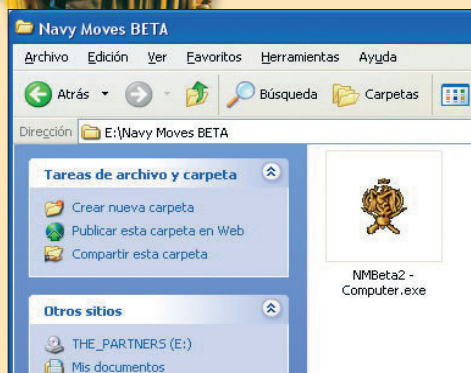 Navy Moves BETA
Archivo Edición Ver Favoritos Herramientas Ayuda
Atrás Búsqueda Carpetas
Dirección E:\Navy Moves BETA
Tareas de archivo y carpeta
Crear nueva carpeta
Publicar esta carpeta en Web
Compartir esta carpeta
NMBeta2 -
Computer.exe
Otros sitios
THE_PARTNERS (E:)
Mis documentos